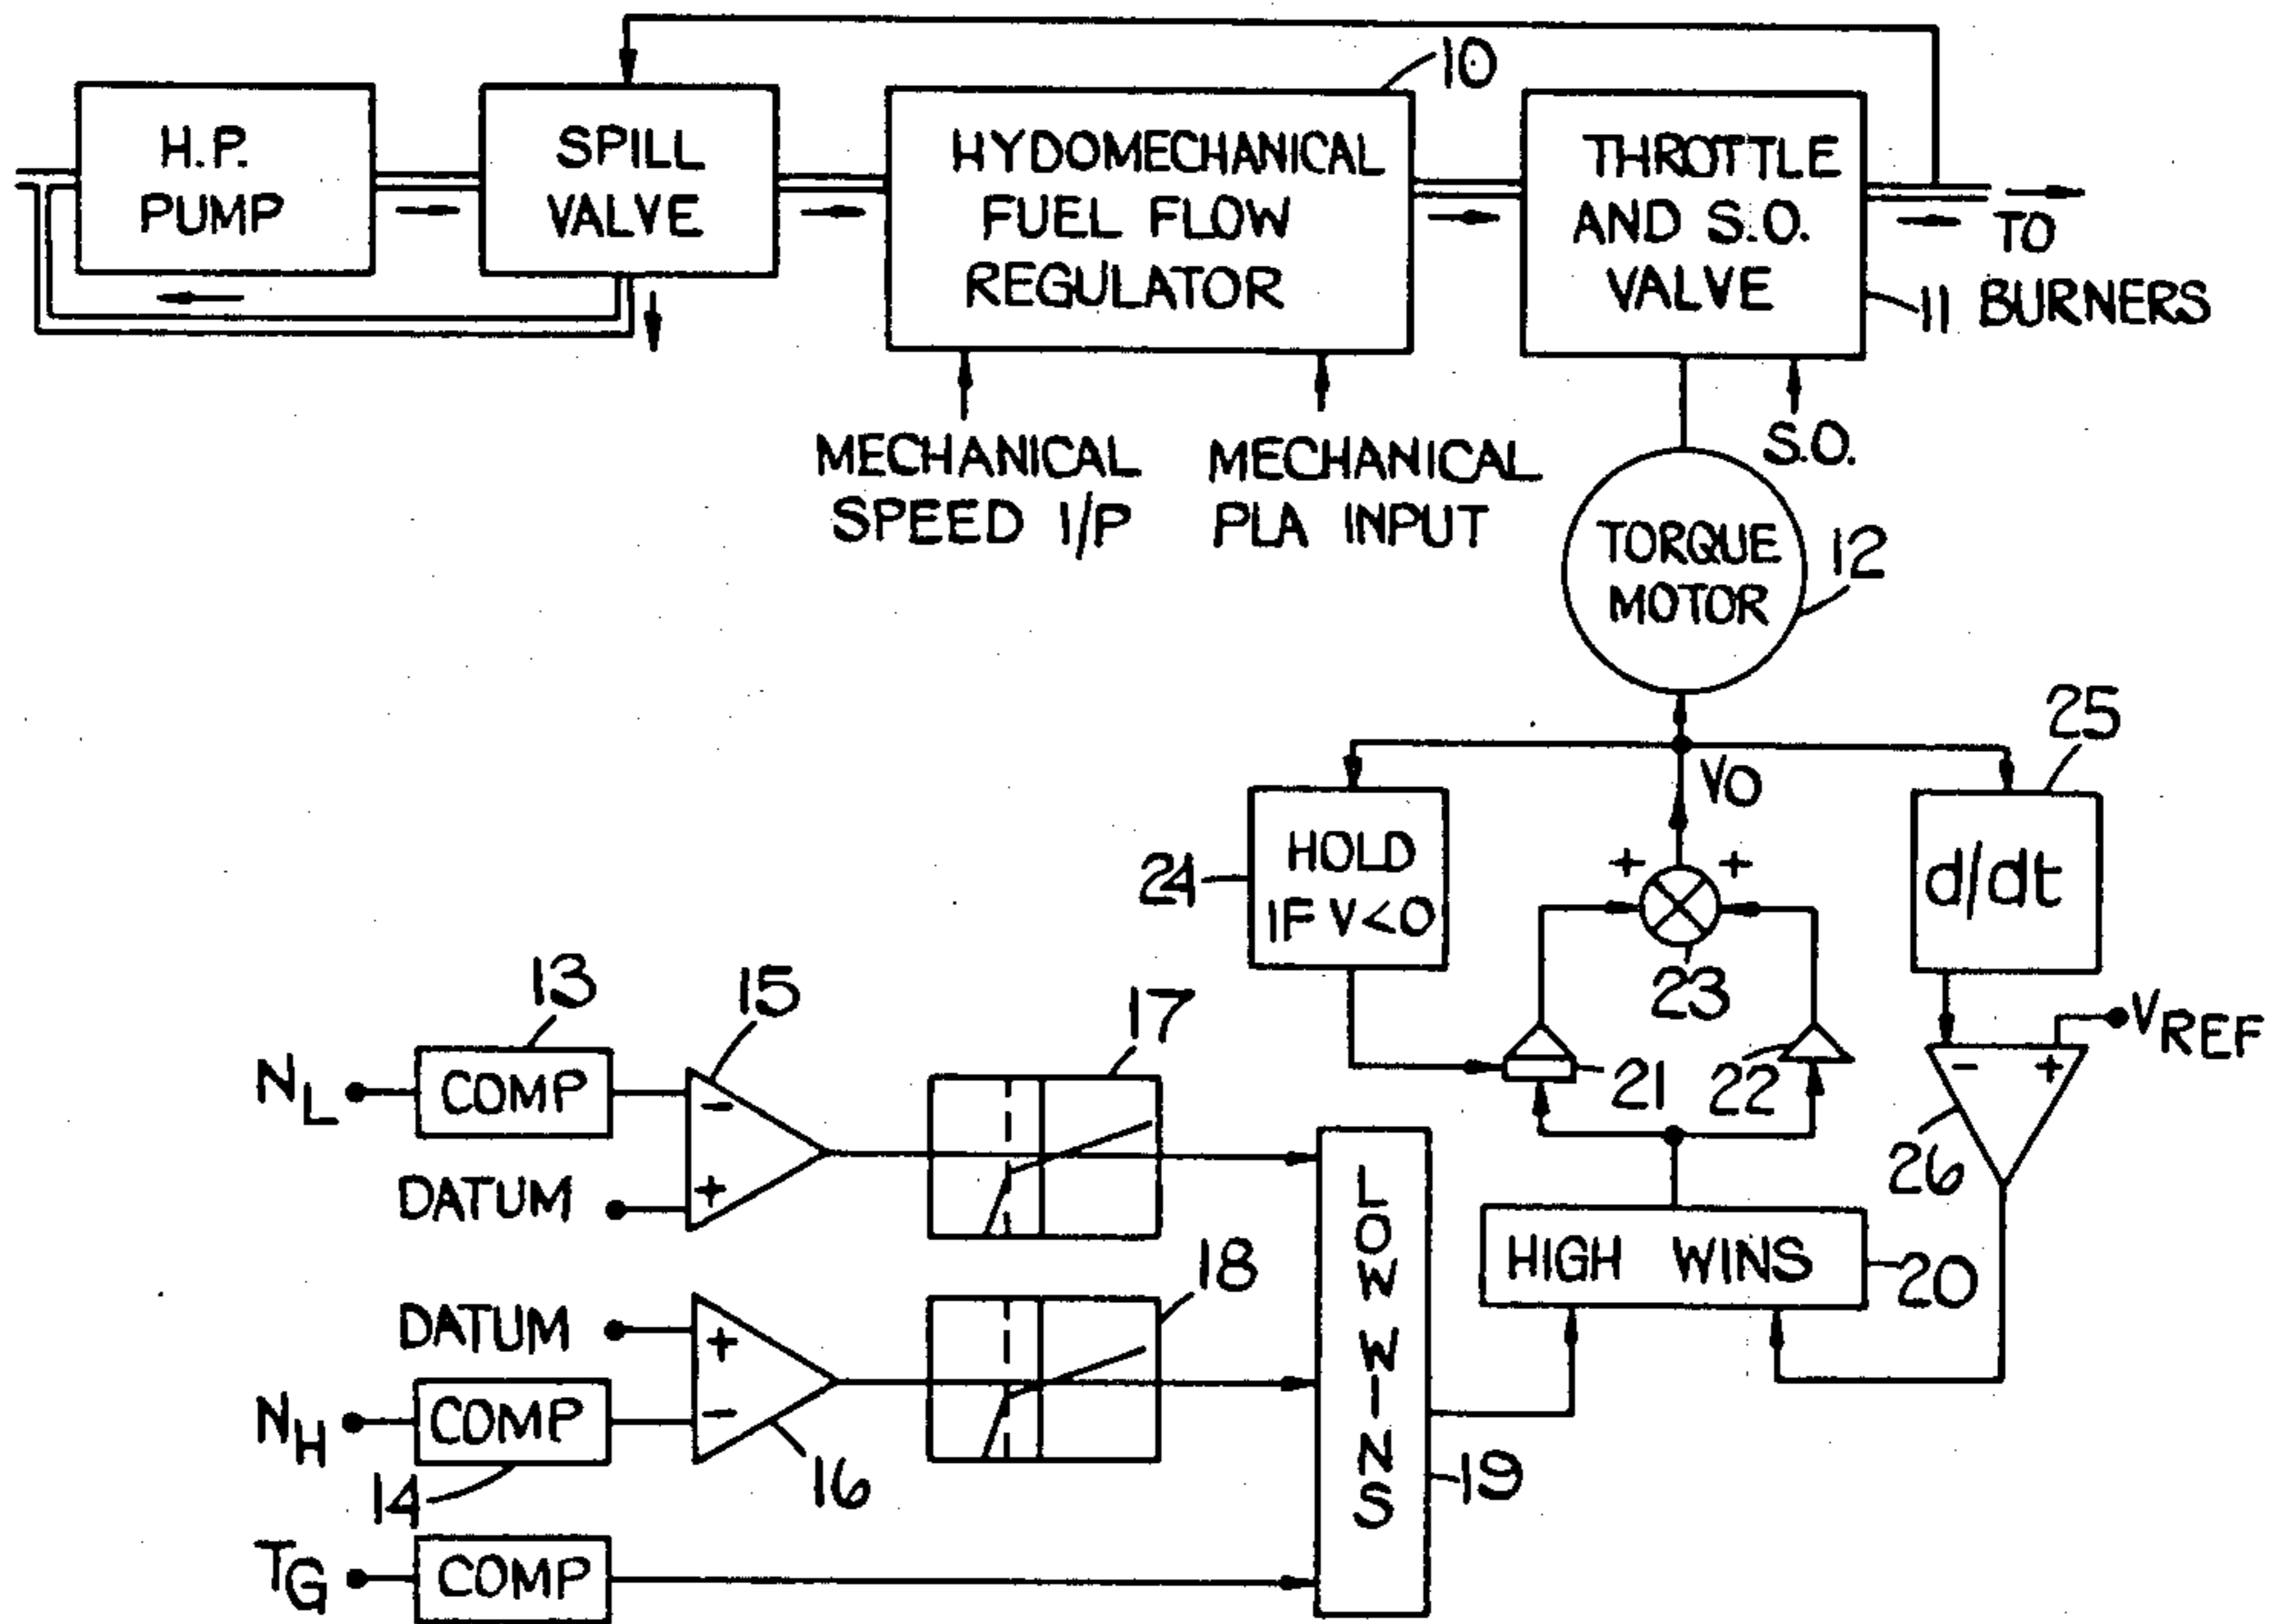 H.P.
PUMP
SPILL
VALVE
10
HYDOMECHANICAL
FUEL FLOW
REGULATOR
THROTTLE
AND S.O.
VALVE
11
TO
BURNERS
MECHANICAL
SPEED I/P
MECHANICAL
PLA INPUT
S.O.
TORQUE
MOTOR
12
VO
25
24
HOLD
IF V<0
+
+
23
d/dt
VREF
13
15
17
NL
COMP
-
DATUM
+
21
22
-
+
26
LOW WINS
HIGH WINS
20
18
DATUM
+
NH
COMP
-
14
16
19
TG
COMP